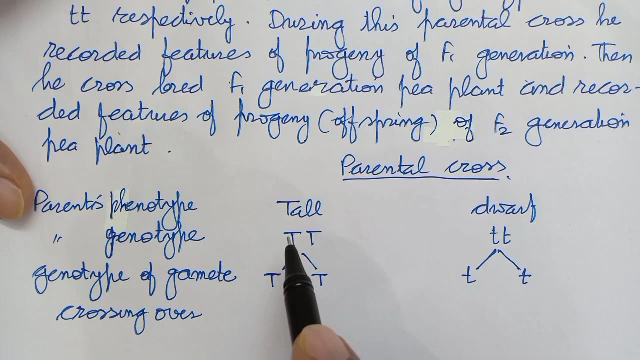 tt respectively. During this parental cross he
recorded features of progeny of F₁ generation. Then
he cross bred F₁ generation pea plant and recor-
ded features of progeny (offspring) of F₂ generation
pea plant.
Parental cross.
Parent's phenotype Tall dwarf
" genotype TT tt
genotype of gamete T T t t
crossing over